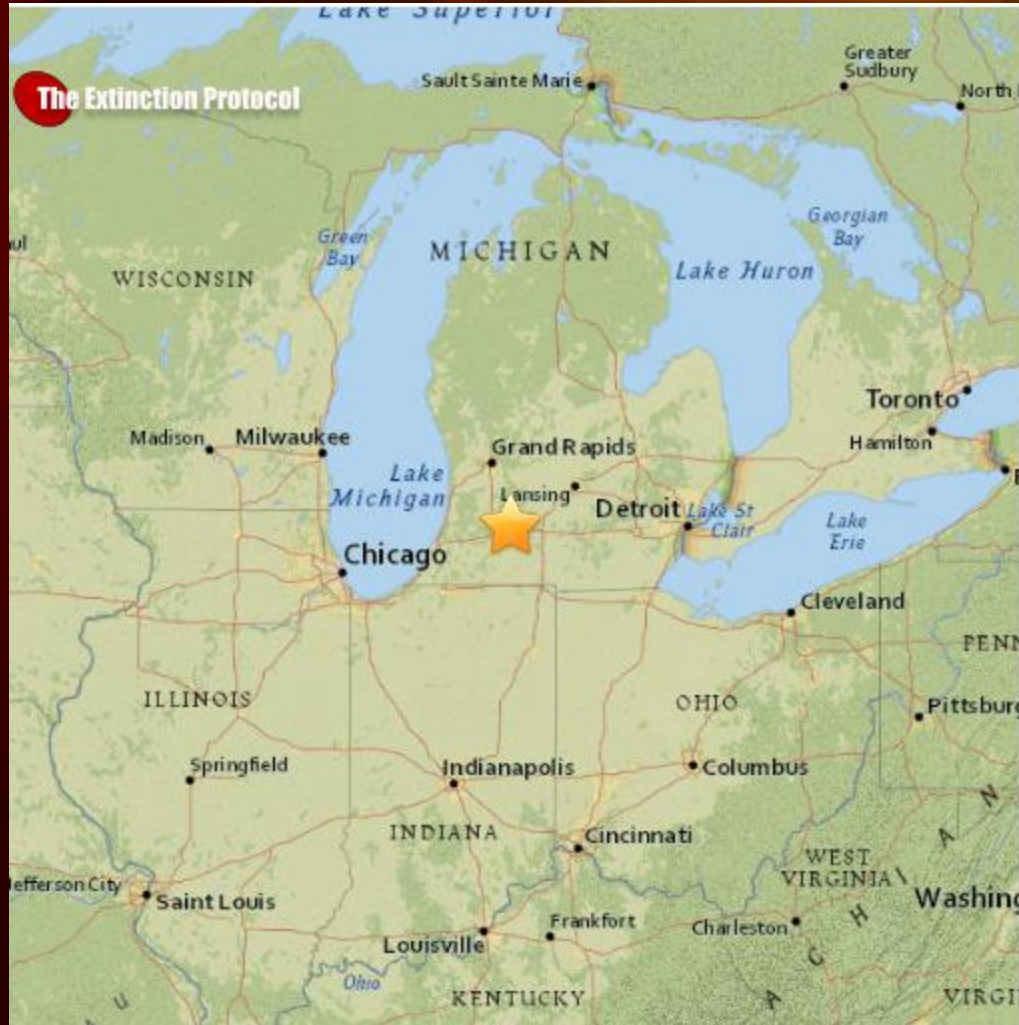 Lake Superior
Greater
Sudbury
Sault Sainte Marie
North
The Extinction Protocol
Green
Bay
MICHIGAN
Georgian
Bay
WISCONSIN
Lake Huron
Toronto
Madison
Milwaukee
Grand Rapids
Hamilton
Lake
Michigan
Lansing
Detroit
Lake St
Clair
Lake
Erie
Chicago
Cleveland
PENN
ILLINOIS
OHIO
Pittsburg
Springfield
Indianapolis
Columbus
INDIANA
Cincinnati
WEST
VIRGINIA
Jefferson City
Saint Louis
Washing
Frankfort
Charleston
Louisville
Ohio
KENTUCKY
VIRGI
A C H I A N